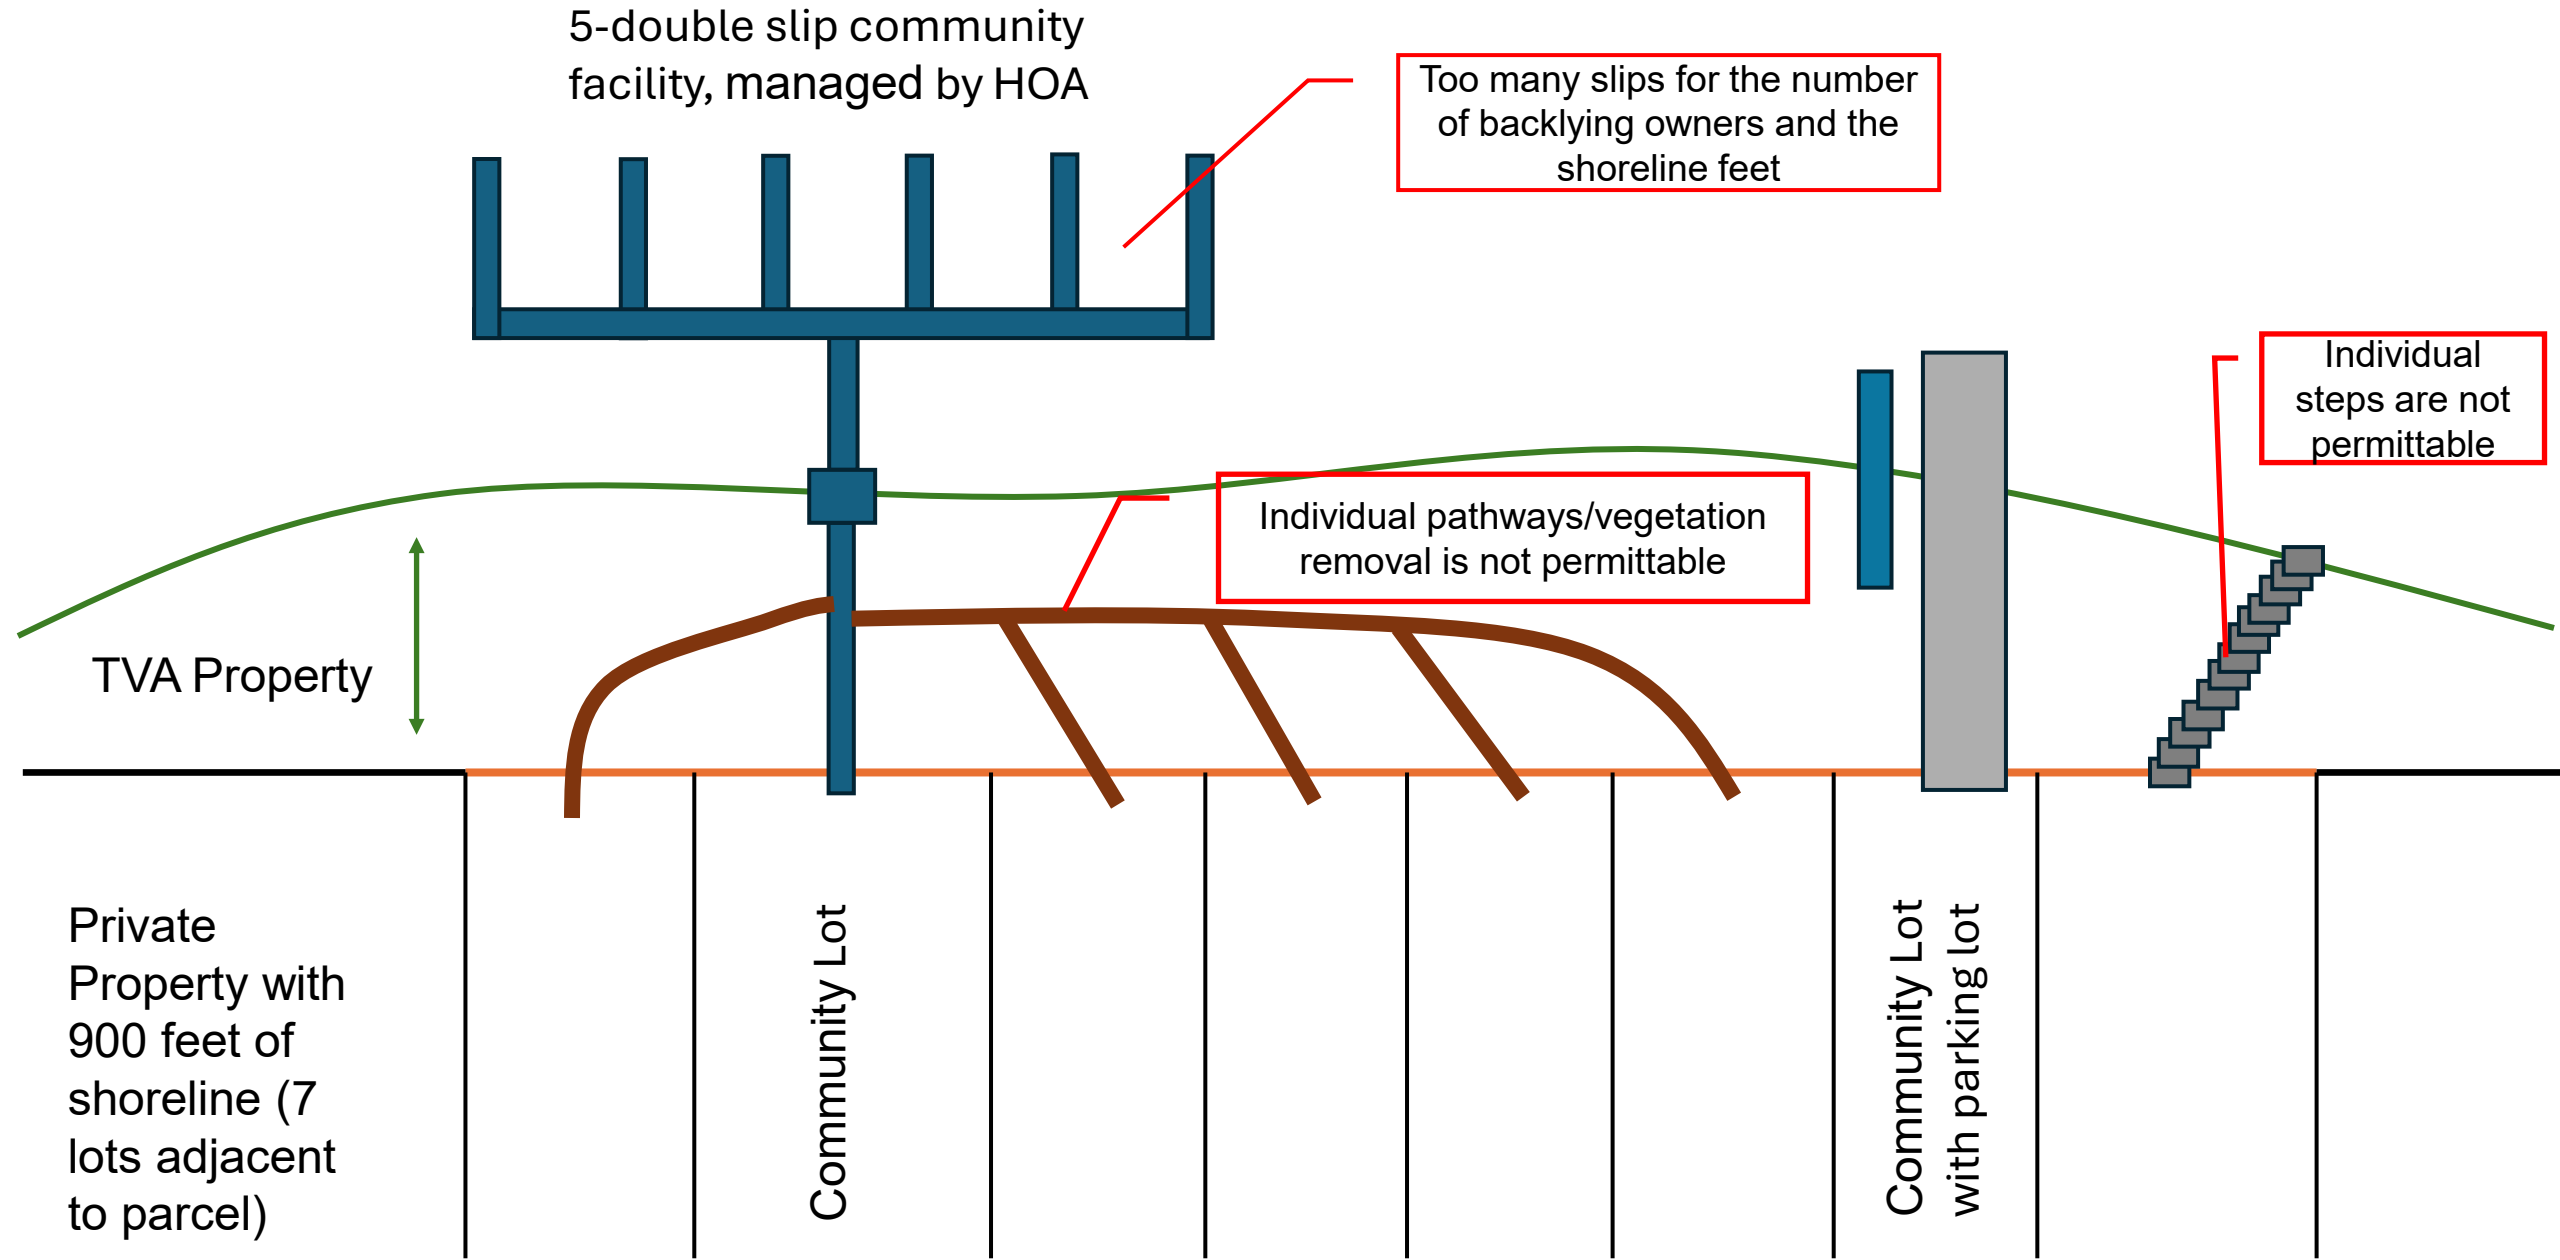 5-double slip community
facility, managed by HOA
Too many slips for the number
of backlying owners and the
shoreline feet
Individual
steps are not
permittable
Individual pathways/vegetation
removal is not permittable
TVA Property
Private
Property with
900 feet of
shoreline (7
lots adjacent
to parcel)
Community Lot
Community Lot
with parking lot